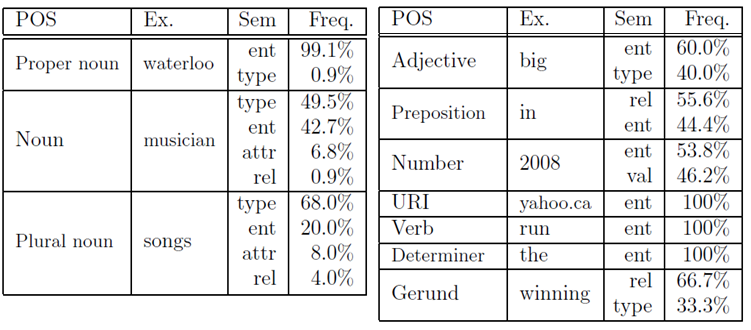 POS Ex. Sem Freq.
Proper noun waterloo ent 99.1%
type 0.9%
Noun musician type 49.5%
ent 42.7%
attr 6.8%
rel 0.9%
Plural noun songs type 68.0%
ent 20.0%
attr 8.0%
rel 4.0%
POS Ex. Sem Freq.
Adjective big ent 60.0%
type 40.0%
Preposition in rel 55.6%
ent 44.4%
Number 2008 ent 53.8%
val 46.2%
URI yahoo.ca ent 100%
Verb run ent 100%
Determiner the ent 100%
Gerund winning rel 66.7%
type 33.3%